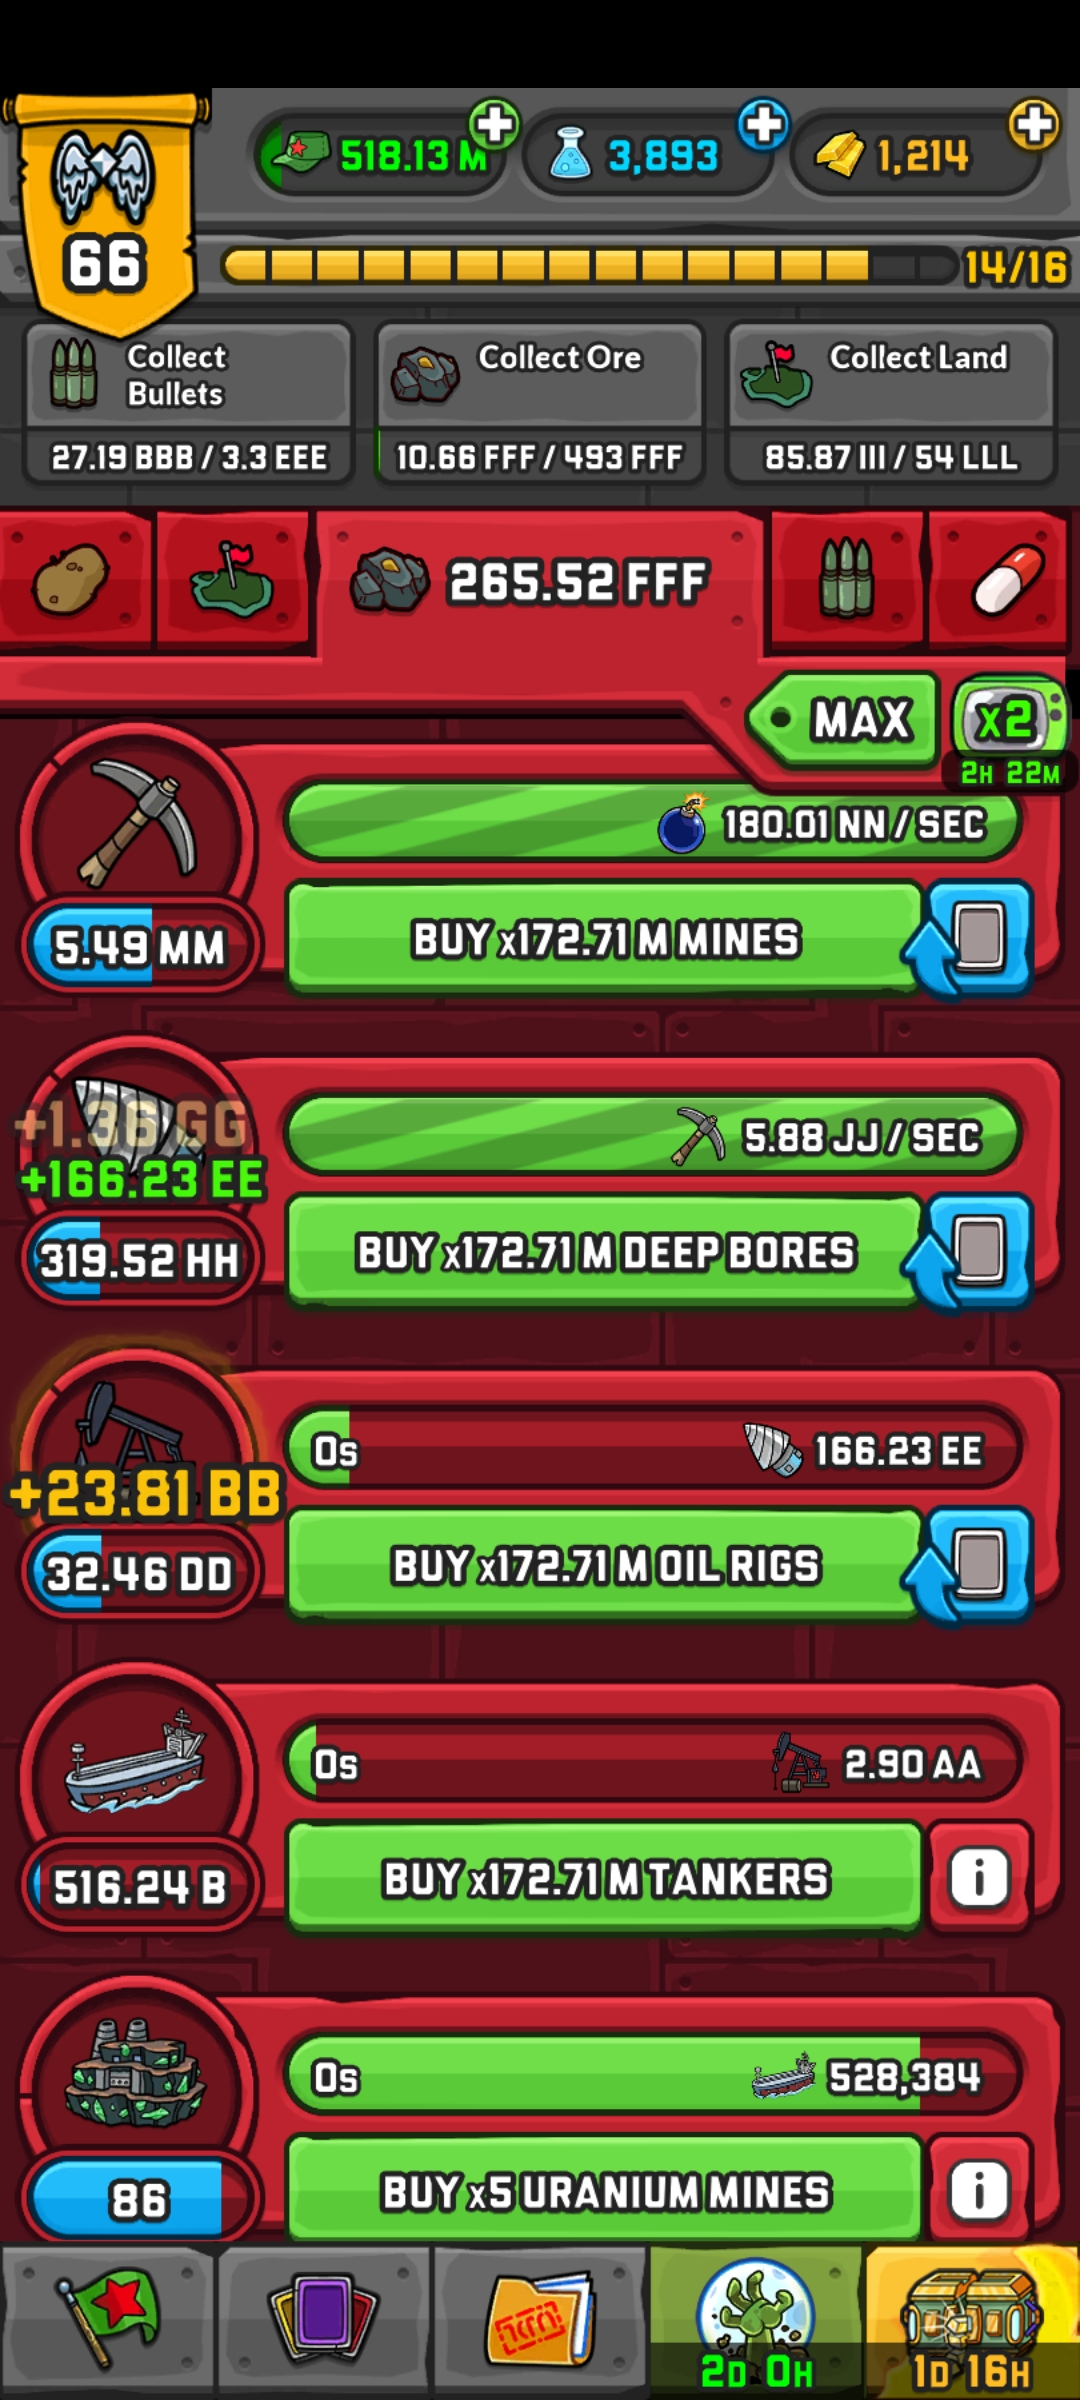 518.13 M
3,893
1,214
66
14/16
Collect
Bullets
27.19 BBB / 3.3 EEE
Collect Ore
10.66 FFF / 493 FFF
Collect Land
85.87 III / 54 LLL
265.52 FFF
MAX
x2
2H 22M
180.01 NN / SEC
5.49 MM
BUY x172.71 M MINES
+1.36 GG
+166.23 EE
5.88 JJ / SEC
319.52 HH
BUY x172.71 M DEEP BORES
0s
166.23 EE
+23.81 BB
32.46 DD
BUY x172.71 M OIL RIGS
0s
2.90 AA
516.24 B
BUY x172.71 M TANKERS
i
0s
528,384
86
BUY x5 URANIUM MINES
i
2D 0H
1D 16H